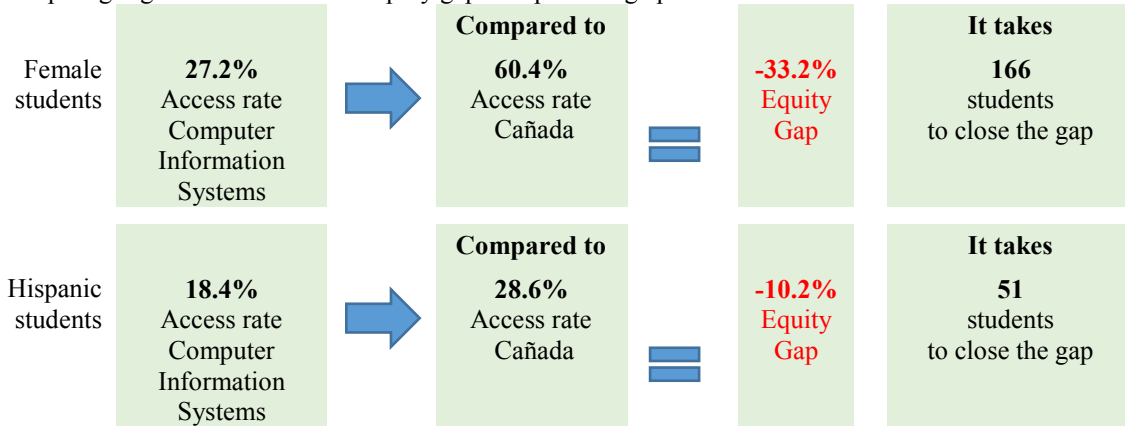 Compared to
It takes
Female
students
27.2%
Access rate
Computer
Information
Systems
60.4%
Access rate
Cañada
-33.2%
Equity
Gap
166
students
to close the gap
Compared to
It takes
Hispanic
students
18.4%
Access rate
Computer
Information
Systems
28.6%
Access rate
Cañada
-10.2%
Equity
Gap
51
students
to close the gap